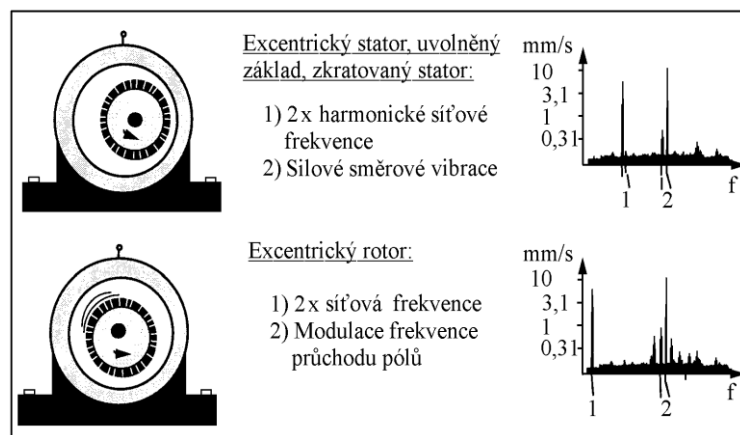 Excentrický stator, uvolněný
základ, zkratovaný stator:
1) 2x harmonické síťové
frekvence
2) Silové směrové vibrace
mm/s
10
3,1
1
0,31
1
2
f
Excentrický rotor:
1) 2x síťová frekvence
2) Modulace frekvence
průchodu pólů
mm/s
10
3,1
1
0,31
1
2
f